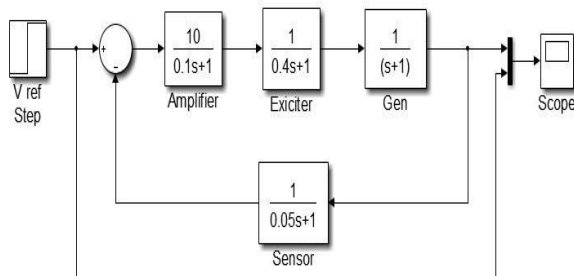 V ref
Step
+
−
10
0.1s+1
Amplifier
1
0.4s+1
Exiciter
1
(s+1)
Gen
Scope
1
0.05s+1
Sensor